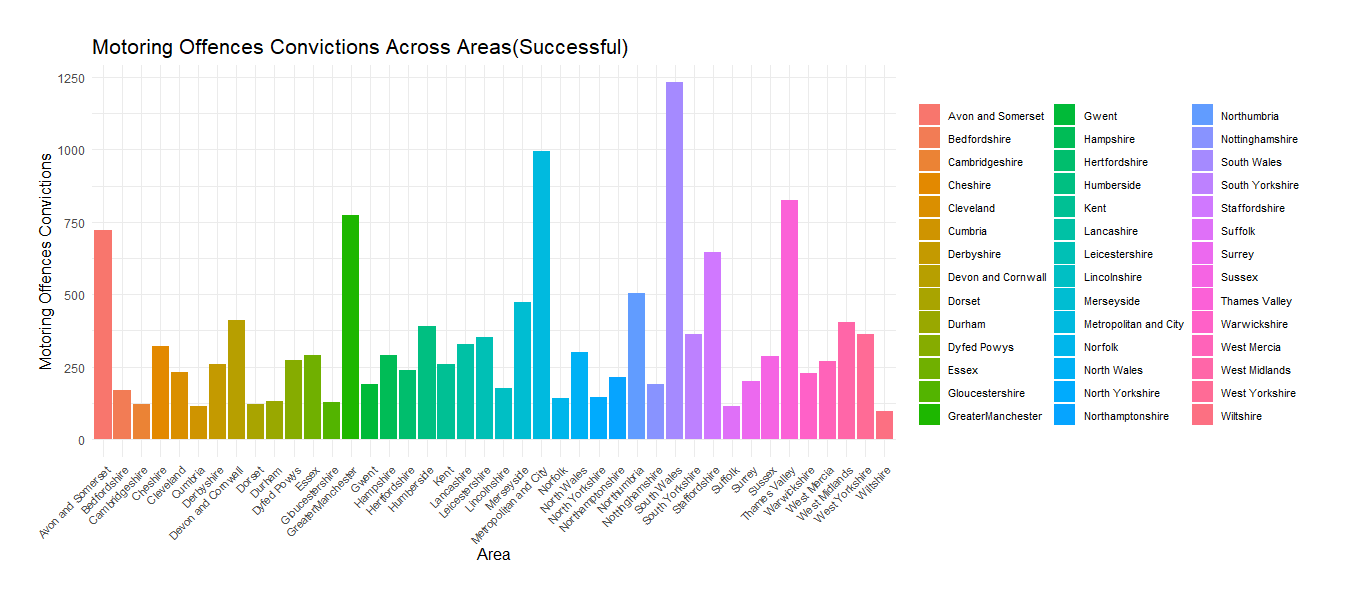 Motoring Offences Convictions Across Areas(Successful)
Motoring Offences Convictions
1250
1000
750
500
250
0
Avon and Somerset
Bedfordshire
Cambridgeshire
Cheshire
Cleveland
Cumbria
Derbyshire
Devon and Cornwall
Dorset
Durham
Dyfed Powys
Essex
Gloucestershire
GreaterManchester
Gwent
Hampshire
Hertfordshire
Humberside
Kent
Lancashire
Leicestershire
Lincolnshire
Merseyside
Metropolitan and City
Norfolk
North Wales
North Yorkshire
Northamptonshire
Northumbria
Nottinghamshire
South Wales
South Yorkshire
Staffordshire
Suffolk
Surrey
Sussex
Thames Valley
Warwickshire
West Mercia
West Midlands
West Yorkshire
Wiltshire
Area
Avon and Somerset
Bedfordshire
Cambridgeshire
Cheshire
Cleveland
Cumbria
Derbyshire
Devon and Cornwall
Dorset
Durham
Dyfed Powys
Essex
Gloucestershire
GreaterManchester
Gwent
Hampshire
Hertfordshire
Humberside
Kent
Lancashire
Leicestershire
Lincolnshire
Merseyside
Metropolitan and City
Norfolk
North Wales
North Yorkshire
Northamptonshire
Northumbria
Nottinghamshire
South Wales
South Yorkshire
Staffordshire
Suffolk
Surrey
Sussex
Thames Valley
Warwickshire
West Mercia
West Midlands
West Yorkshire
Wiltshire